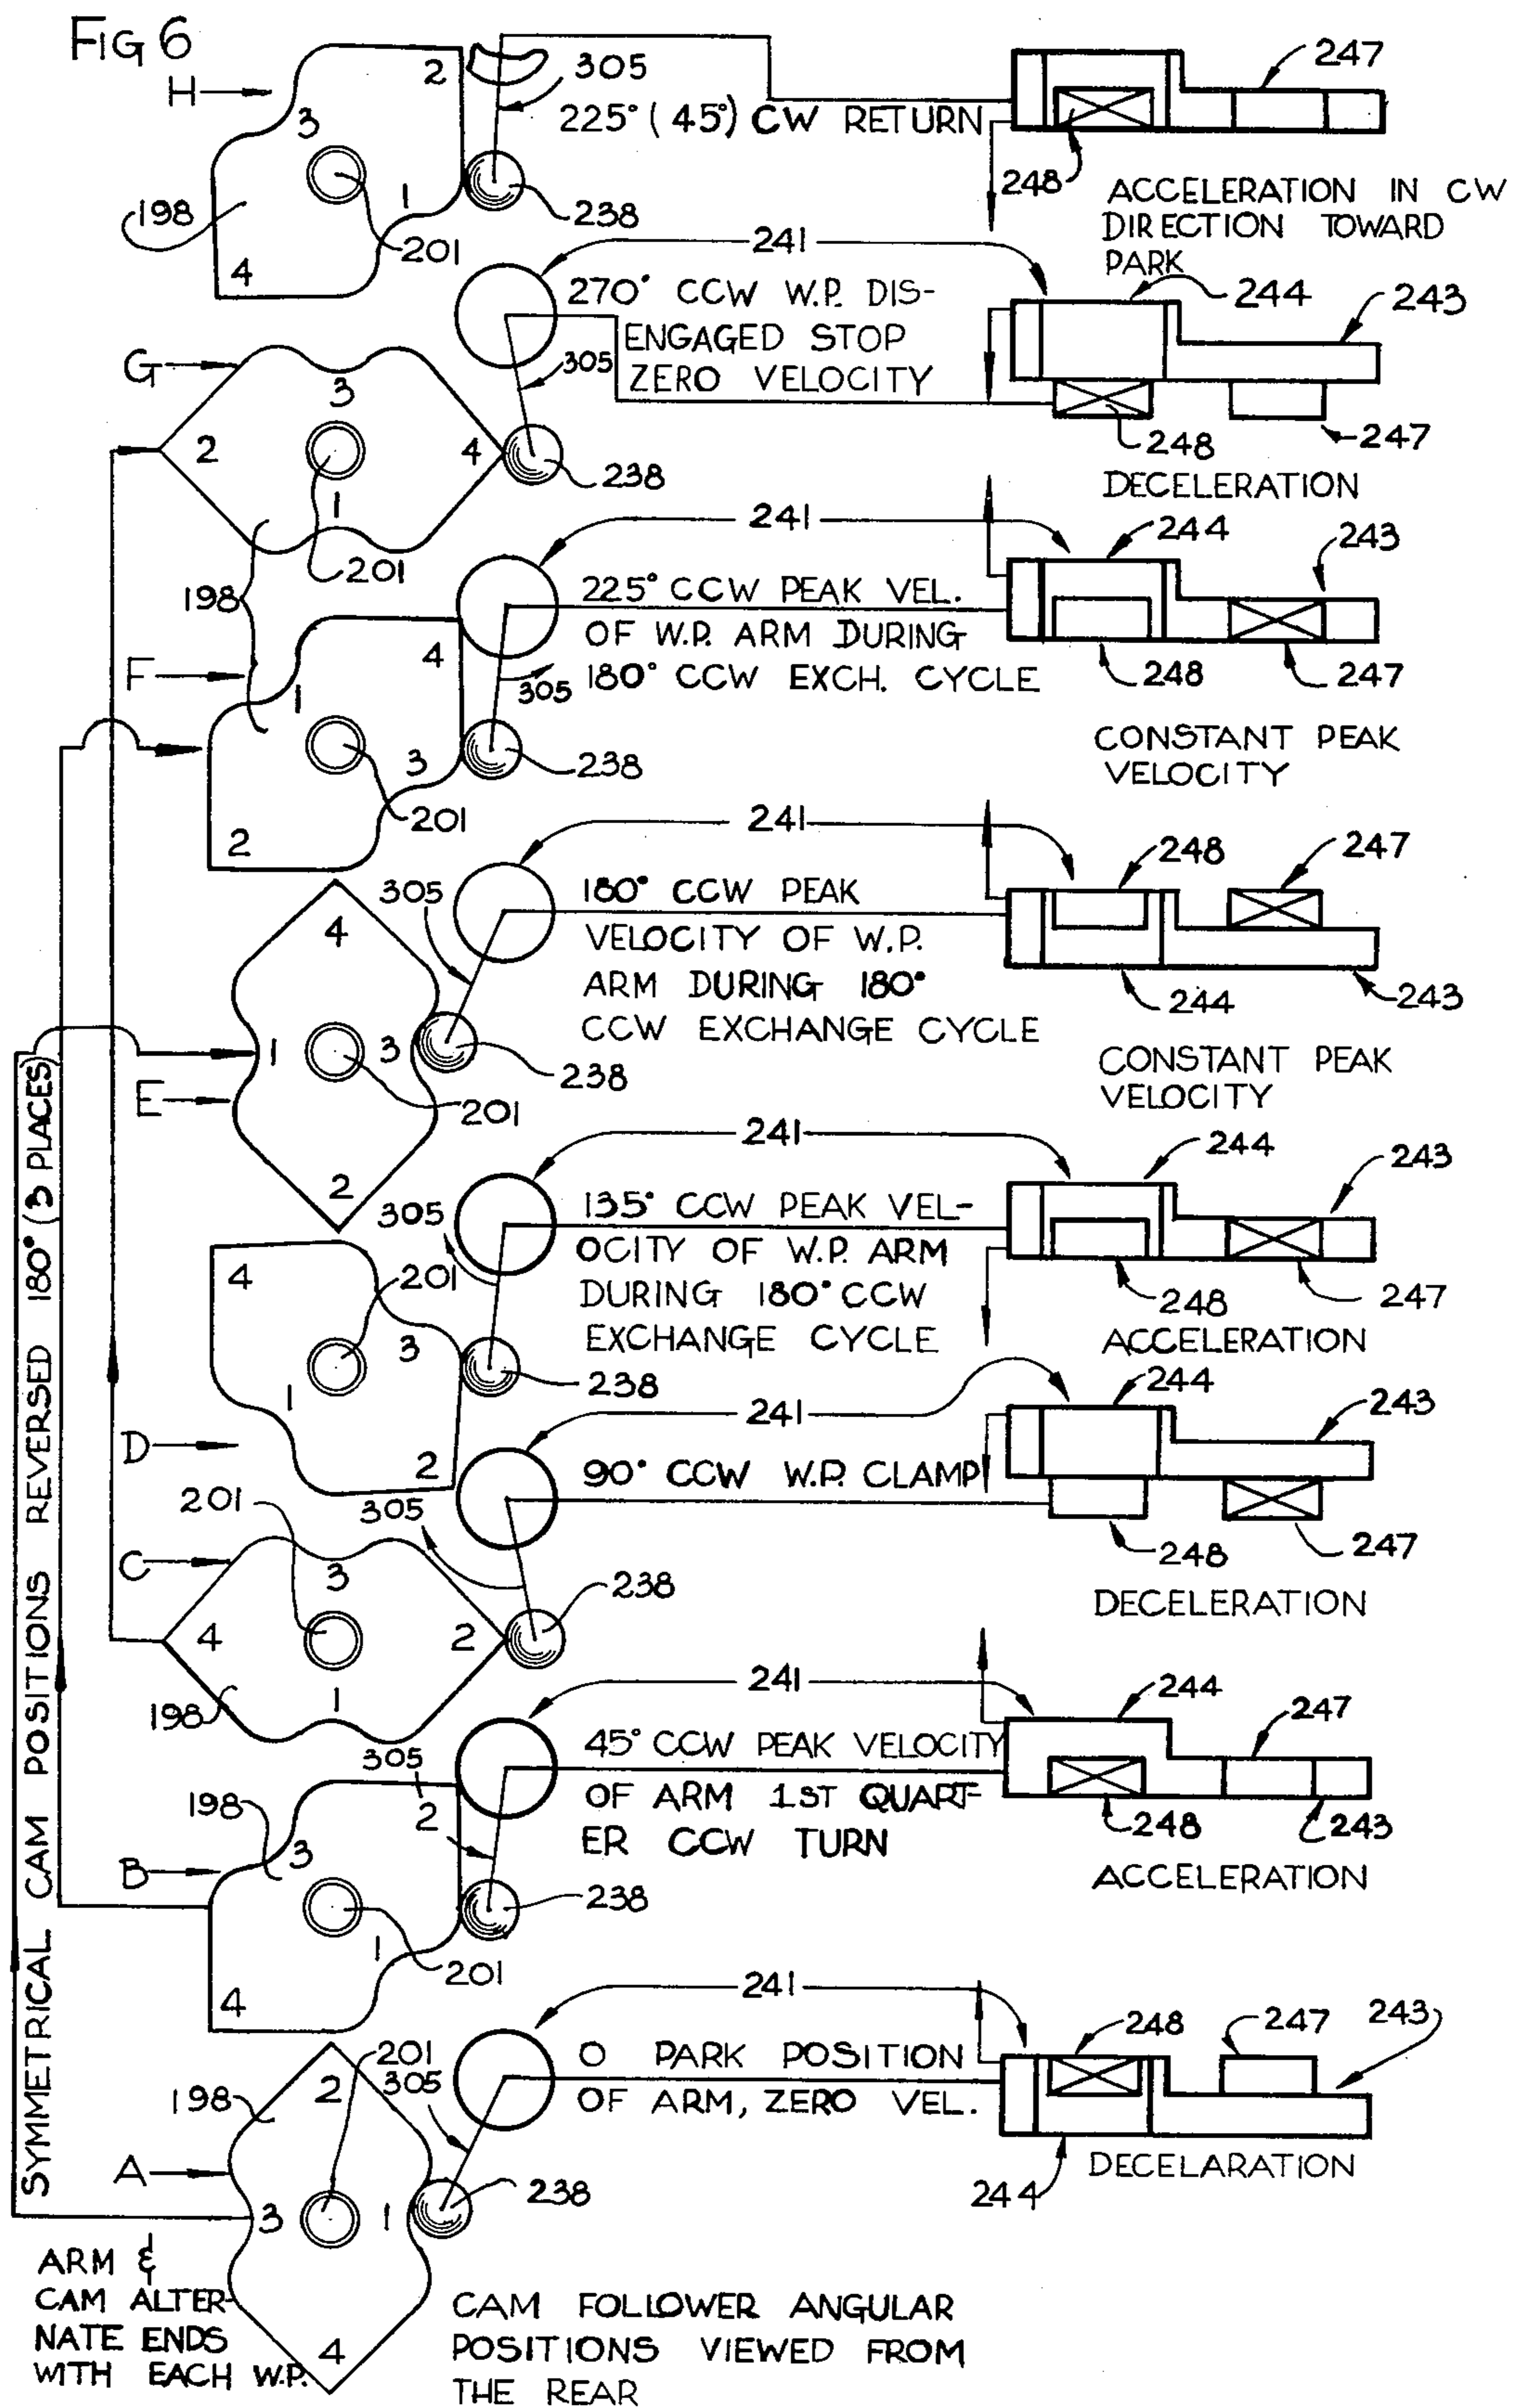 FIG 6
H
2
3
1
4
305
225° (45°) CW RETURN
247
248
198
201
238
ACCELERATION IN CW
DIRECTION TOWARD
PARK
241
270° CCW W.P. DIS-
ENGAGED STOP
ZERO VELOCITY
305
244
243
G
3
2
4
1
238
248
247
DECELERATION
201
198
241
244
243
225° CCW PEAK VEL.
OF W.P. ARM DURING
180° CCW EXCH. CYCLE
F
4
1
3
2
305
248
247
238
201
CONSTANT PEAK
VELOCITY
241
248
247
305
180° CCW PEAK
VELOCITY OF W.P.
ARM DURING 180°
CCW EXCHANGE CYCLE
4
1
3
2
E
244
243
238
201
CONSTANT PEAK
VELOCITY
241
244
243
305
135° CCW PEAK VEL-
OCITY OF W.P. ARM
DURING 180° CCW
EXCHANGE CYCLE
4
201
3
1
2
D
238
248
247
ACCELERATION
241
244
243
90° CCW W.P. CLAMP
201
305
C
3
4
2
1
238
248
247
DECELERATION
198
241
244
247
45° CCW PEAK VELOCITY
OF ARM 1ST QUART-
ER CCW TURN
305
198
2
3
B
1
4
238
248
243
201
ACCELERATION
241
248
247
243
O PARK POSITION
OF ARM, ZERO VEL.
201
305
198
2
A
3
1
4
238
244
DECELARATION
SYMMETRICAL CAM POSITIONS REVERSED 180° (3 PLACES)
ARM &
CAM ALTER-
NATE ENDS
WITH EACH W.P.
CAM FOLLOWER ANGULAR
POSITIONS VIEWED FROM
THE REAR